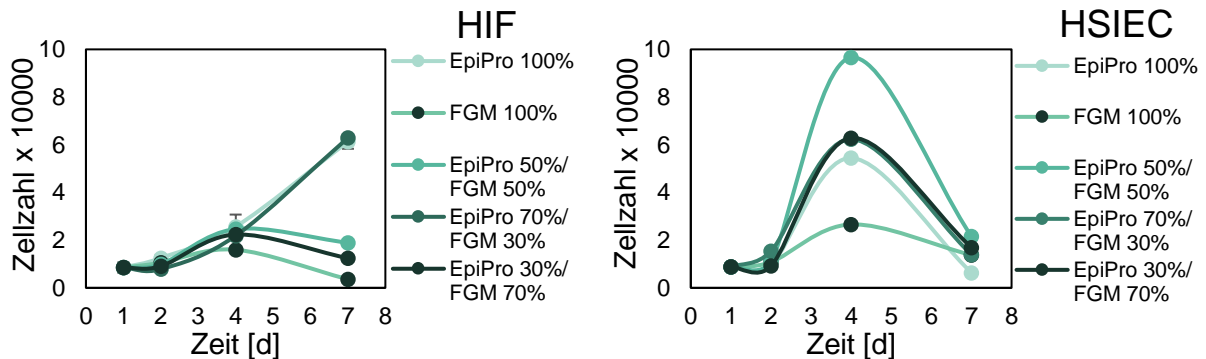 HIF
Zellzahl x 10000
10
8
6
4
2
0
0 1 2 3 4 5 6 7 8
Zeit [d]
EpiPro 100%
FGM 100%
EpiPro 50%/
FGM 50%
EpiPro 70%/
FGM 30%
EpiPro 30%/
FGM 70%
HSIEC
Zellzahl x 10000
10
8
6
4
2
0
0 1 2 3 4 5 6 7 8
Zeit [d]
EpiPro 100%
FGM 100%
EpiPro 50%/
FGM 50%
EpiPro 70%/
FGM 30%
EpiPro 30%/
FGM 70%